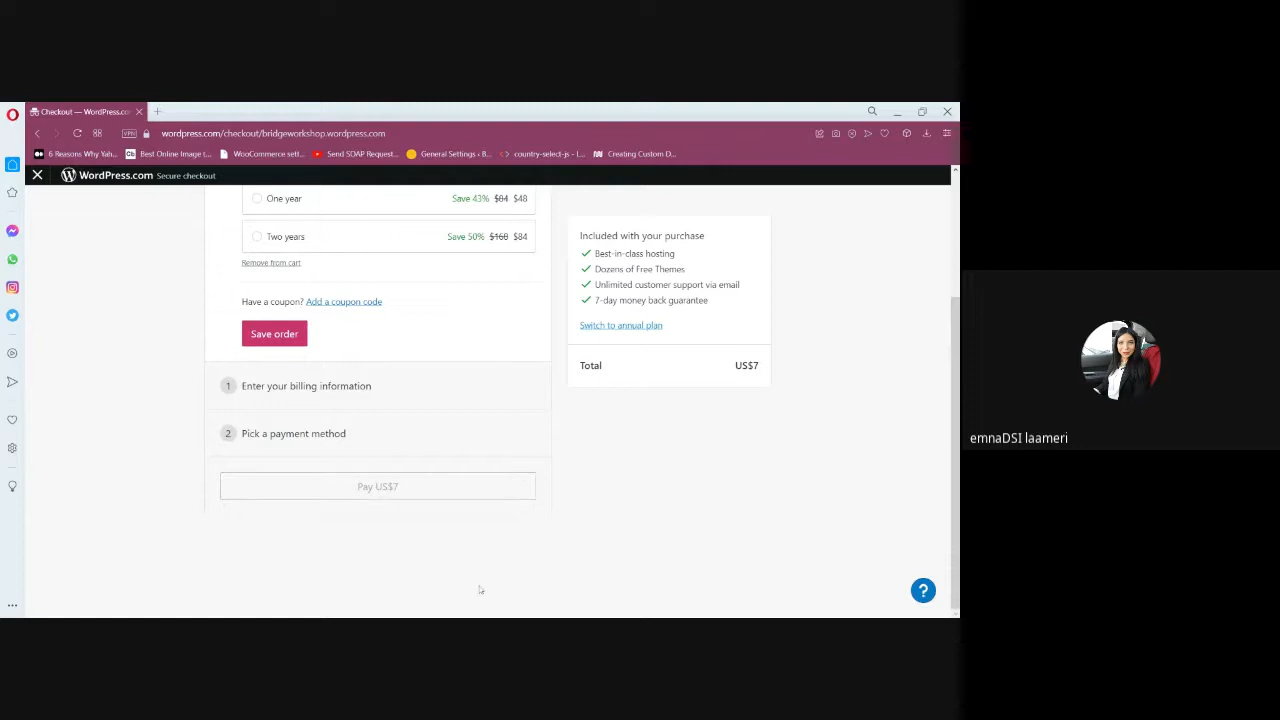 Checkout — WordPress.co
wordpress.com/checkout/bridgeworkshop.wordpress.com
VPN
6 Reasons Why Yah...
Best Online Image t...
WooCommerce sett...
Send SOAP Request...
General Settings ‹ B...
country-select-js - l...
Creating Custom D...
WordPress.com Secure checkout
One year Save 43% $84 $48
Two years Save 50% $168 $84
Remove from cart
Have a coupon? Add a coupon code
Save order
1 Enter your billing information
2 Pick a payment method
Pay US$7
Included with your purchase
Best-in-class hosting
Dozens of Free Themes
Unlimited customer support via email
7-day money back guarantee
Switch to annual plan
Total US$7
?
emnaDSI laameri